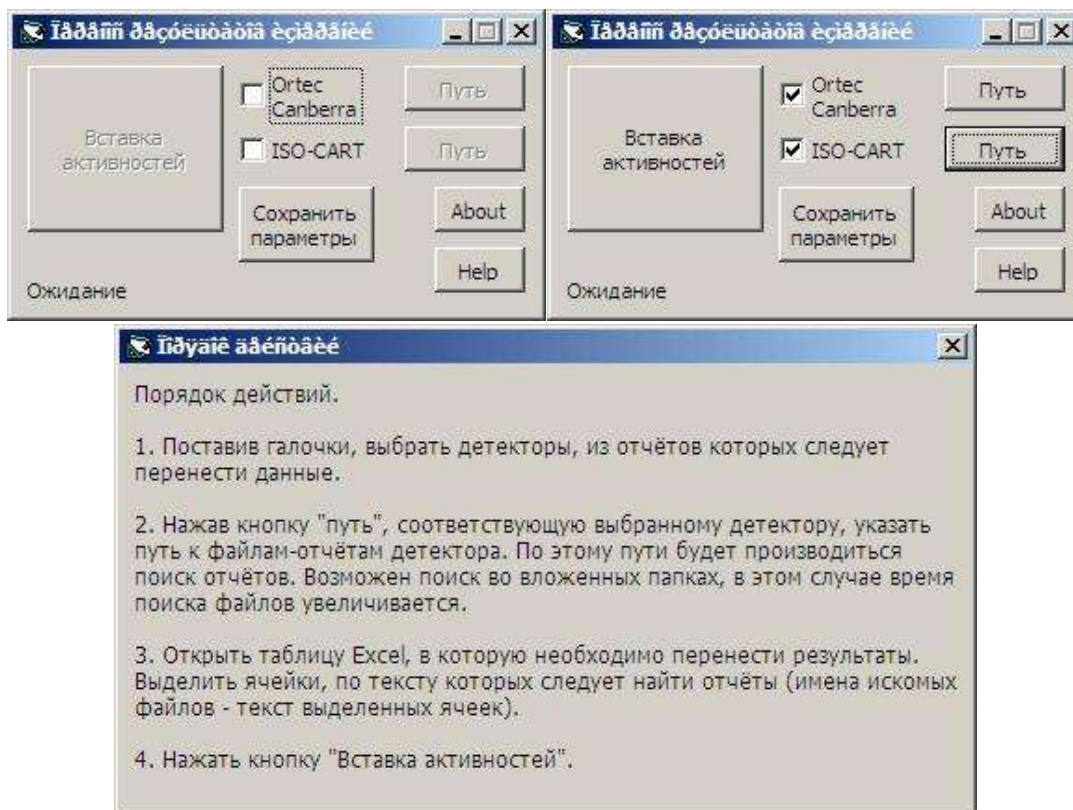 Ïåðåíîñ ðåçóëüòàòîâ èçìåðåíèé
Вставка
активностей
Ortec
Canberra
ISO-CART
Путь
Путь
Сохранить
параметры
About
Help
Ожидание
Ïåðåíîñ ðåçóëüòàòîâ èçìåðåíèé
Вставка
активностей
Ortec
Canberra
ISO-CART
Путь
Путь
Сохранить
параметры
About
Help
Ожидание
Ïîðÿäîê äåéñòâèé
Порядок действий.
1. Поставив галочки, выбрать детекторы, из отчётов которых следует
перенести данные.
2. Нажав кнопку "путь", соответствующую выбранному детектору, указать
путь к файлам-отчётам детектора. По этому пути будет производиться
поиск отчётов. Возможен поиск во вложенных папках, в этом случае время
поиска файлов увеличивается.
3. Открыть таблицу Excel, в которую необходимо перенести результаты.
Выделить ячейки, по тексту которых следует найти отчёты (имена искомых
файлов - текст выделенных ячеек).
4. Нажать кнопку "Вставка активностей".